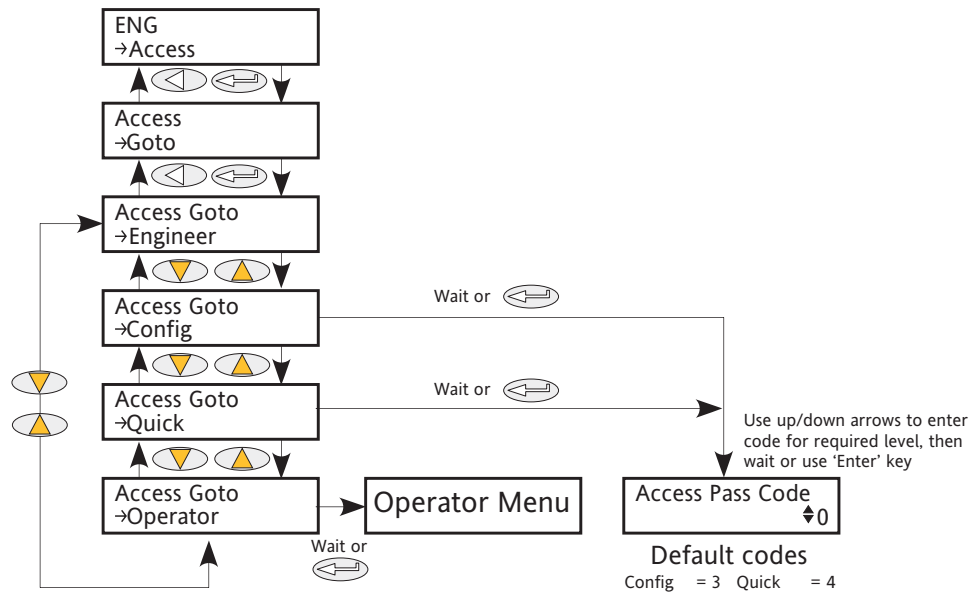 ENG
→Access
Access
→Goto
Access Goto
→Engineer
Access Goto
→Config
Wait or
Access Goto
→Quick
Wait or
Use up/down arrows to enter
code for required level, then
wait or use ‘Enter’ key
Access Goto
→Operator
Operator Menu
Wait or
Access Pass Code
0
Default codes
Config = 3 Quick = 4